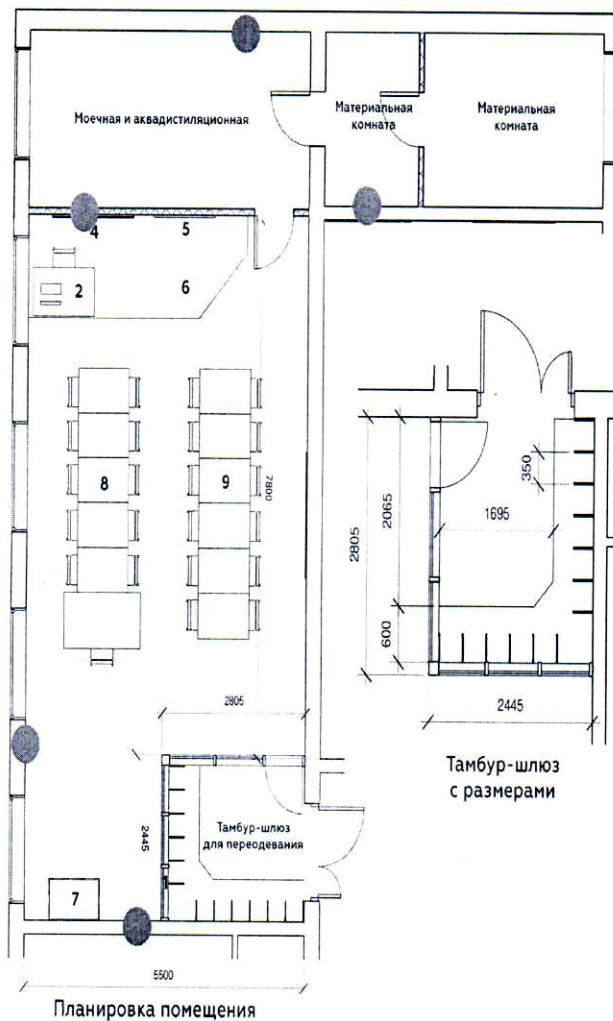 Моечная и аквадистиляционная
Материальная
комната
Материальная
комната
4
5
2
6
8
9
7800
350
2065
1695
2805
600
2445
Тамбур-шлюз
с размерами
2805
2445
Тамбур-шлюз
для переодевания
7
5500
Планировка помещения